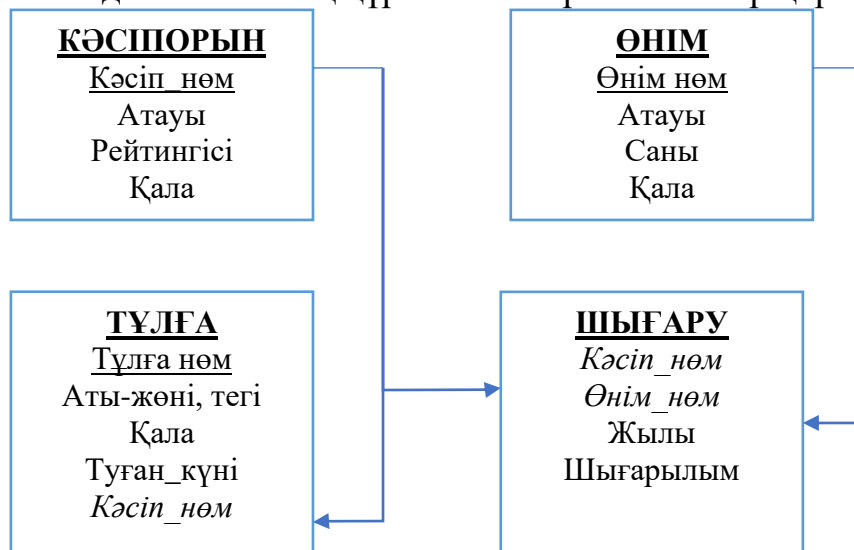 КӘСІПОРЫН
Кәсіп_нөм
Атауы
Рейтингісі
Қала
ӨНІМ
Өнім нөм
Атауы
Саны
Қала
ТҰЛҒА
Тұлға нөм
Аты-жөні, тегі
Қала
Туған_күні
Кәсіп_нөм
ШЫҒАРУ
Кәсіп_нөм
Өнім_нөм
Жылы
Шығарылым